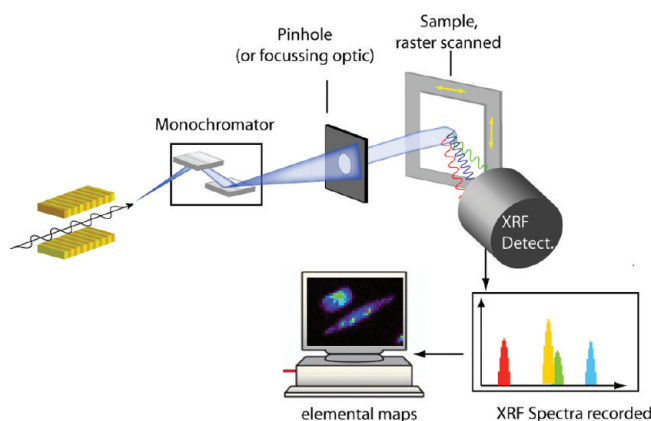 Pinhole
(or focussing optic)
Sample,
raster scanned
Monochromator
XRF
Detect.
elemental maps
XRF Spectra recorded